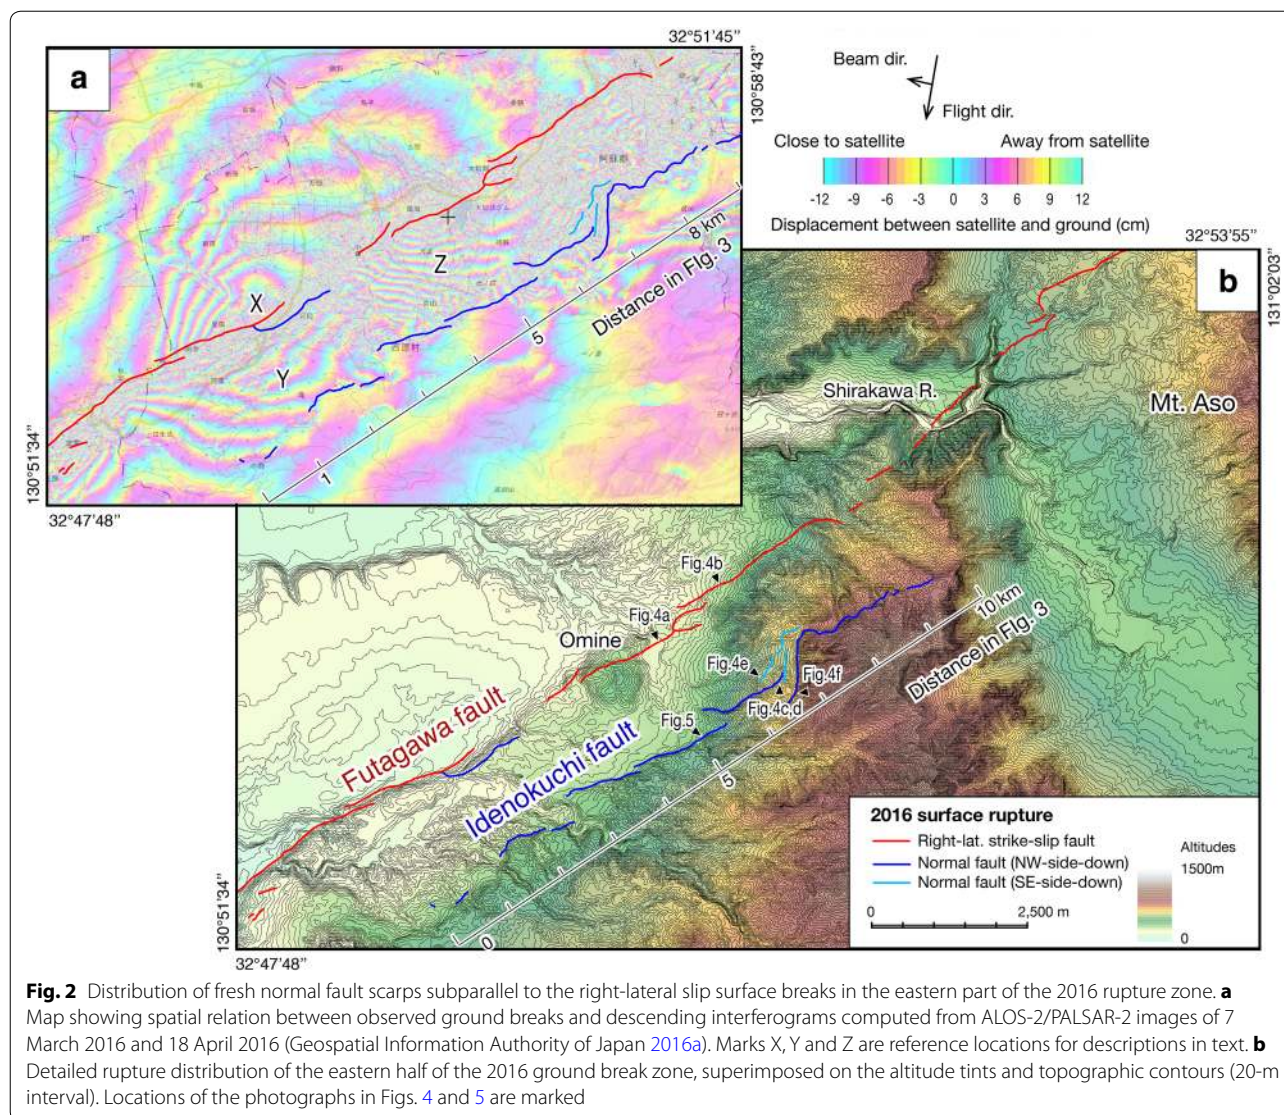 a
32°51'45”
130°58'43”
X
Y
Z
西原村
1
5
8 km
Distance in FIg. 3
130°51'34”
32°47'48”
Beam dir.
Flight dir.
Close to satellite
Away from satellite
-12 -9 -6 -3 0 3 6 9 12
Displacement between satellite and ground (cm)
32°53'55”
b
131°02'03”
Shirakawa R.
Mt. Aso
Fig.4b
Fig.4a
Omine
Fig.4e
Fig.4f
Fig.4c,d
Fig.5
Futagawa fault
Idenokuchi fault
0
5
10 km
Distance in FIg. 3
130°51'34”
32°47'48”
2016 surface rupture
Right-lat. strike-slip fault
Normal fault (NW-side-down)
Normal fault (SE-side-down)
0
2,500 m
Altitudes
1500m
0
Fig. 2 Distribution of fresh normal fault scarps subparallel to the right-lateral slip surface breaks in the eastern part of the 2016 rupture zone. a
Map showing spatial relation between observed ground breaks and descending interferograms computed from ALOS-2/PALSAR-2 images of 7
March 2016 and 18 April 2016 (Geospatial Information Authority of Japan 2016a). Marks X, Y and Z are reference locations for descriptions in text. b
Detailed rupture distribution of the eastern half of the 2016 ground break zone, superimposed on the altitude tints and topographic contours (20-m
interval). Locations of the photographs in Figs. 4 and 5 are marked